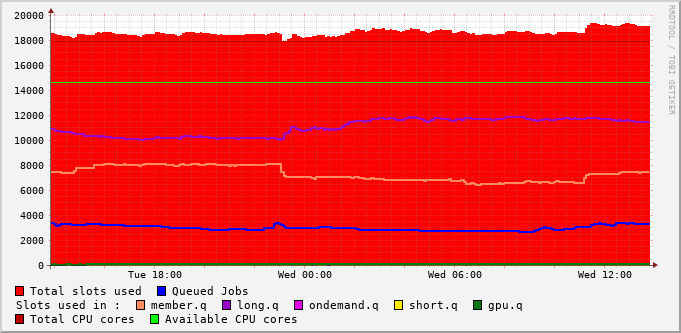 20000
18000
16000
14000
12000
10000
8000
6000
4000
2000
0
Tue 18:00 Wed 00:00 Wed 06:00 Wed 12:00
Total slots used Queued Jobs
Slots used in : member.q long.q ondemand.q short.q gpu.q
Total CPU cores Available CPU cores
RRDTOOL / TOBI OETIKER